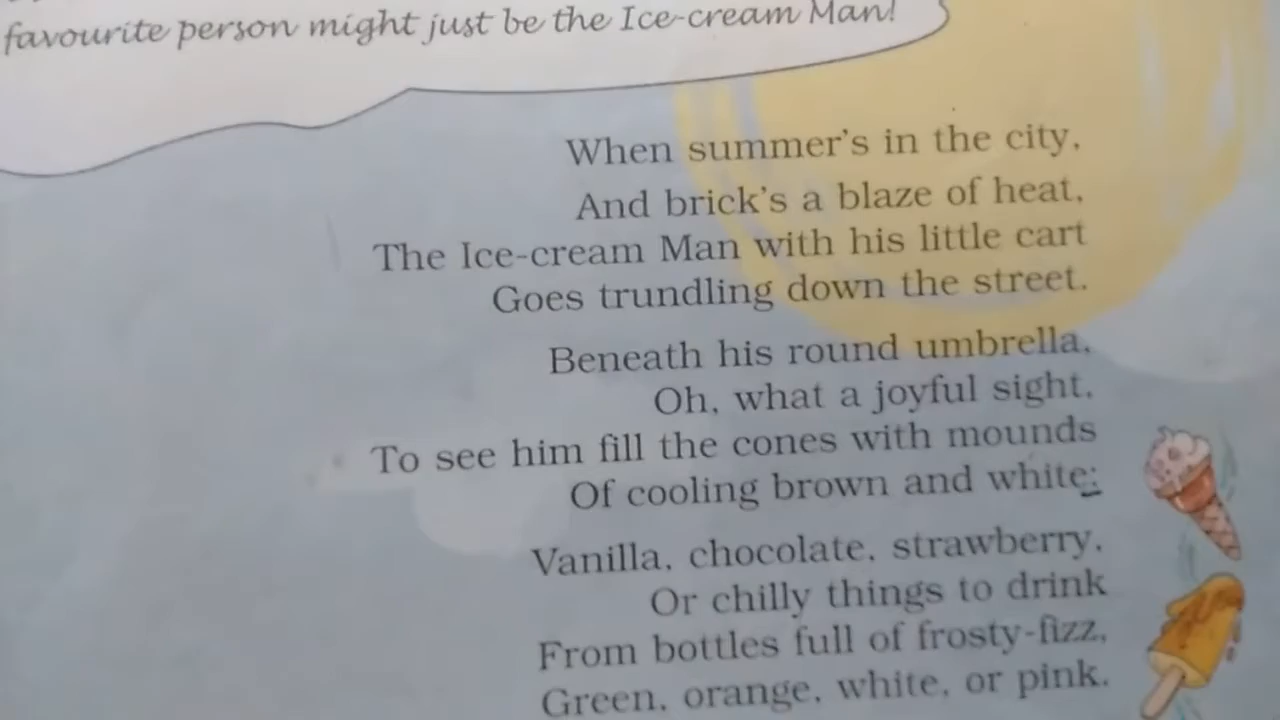 favourite person might just be the Ice-cream Man!
When summer's in the city,
And brick's a blaze of heat,
The Ice-cream Man with his little cart
Goes trundling down the street.
Beneath his round umbrella,
Oh, what a joyful sight,
To see him fill the cones with mounds
Of cooling brown and white;
Vanilla, chocolate, strawberry,
Or chilly things to drink
From bottles full of frosty-fizz,
Green, orange, white, or pink.